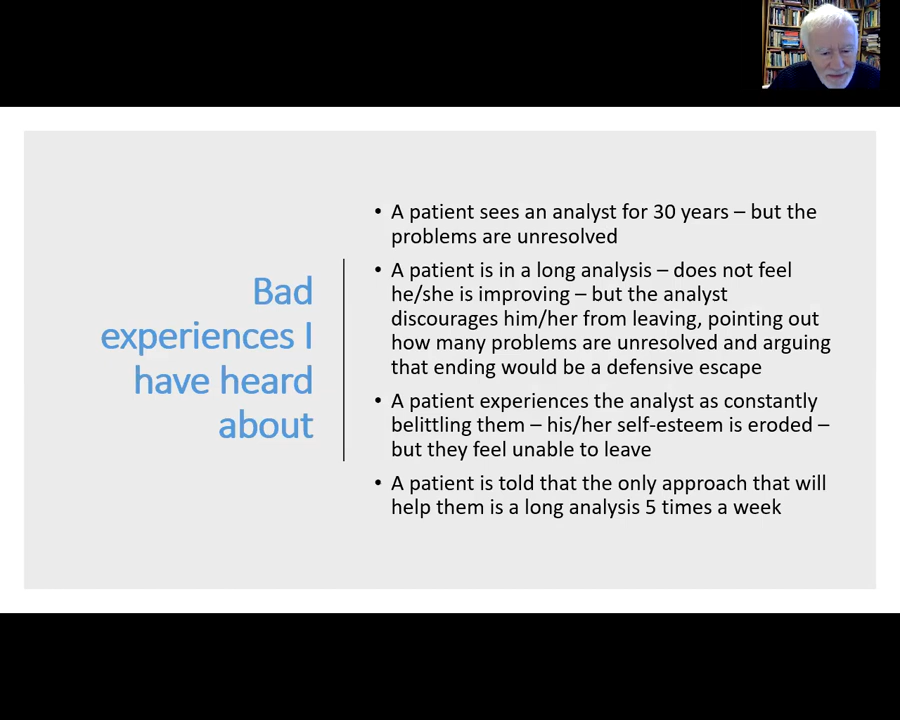 Bad
experiences I
have heard
about
• A patient sees an analyst for 30 years – but the
problems are unresolved
• A patient is in a long analysis – does not feel
he/she is improving – but the analyst
discourages him/her from leaving, pointing out
how many problems are unresolved and arguing
that ending would be a defensive escape
• A patient experiences the analyst as constantly
belittling them – his/her self-esteem is eroded –
but they feel unable to leave
• A patient is told that the only approach that will
help them is a long analysis 5 times a week